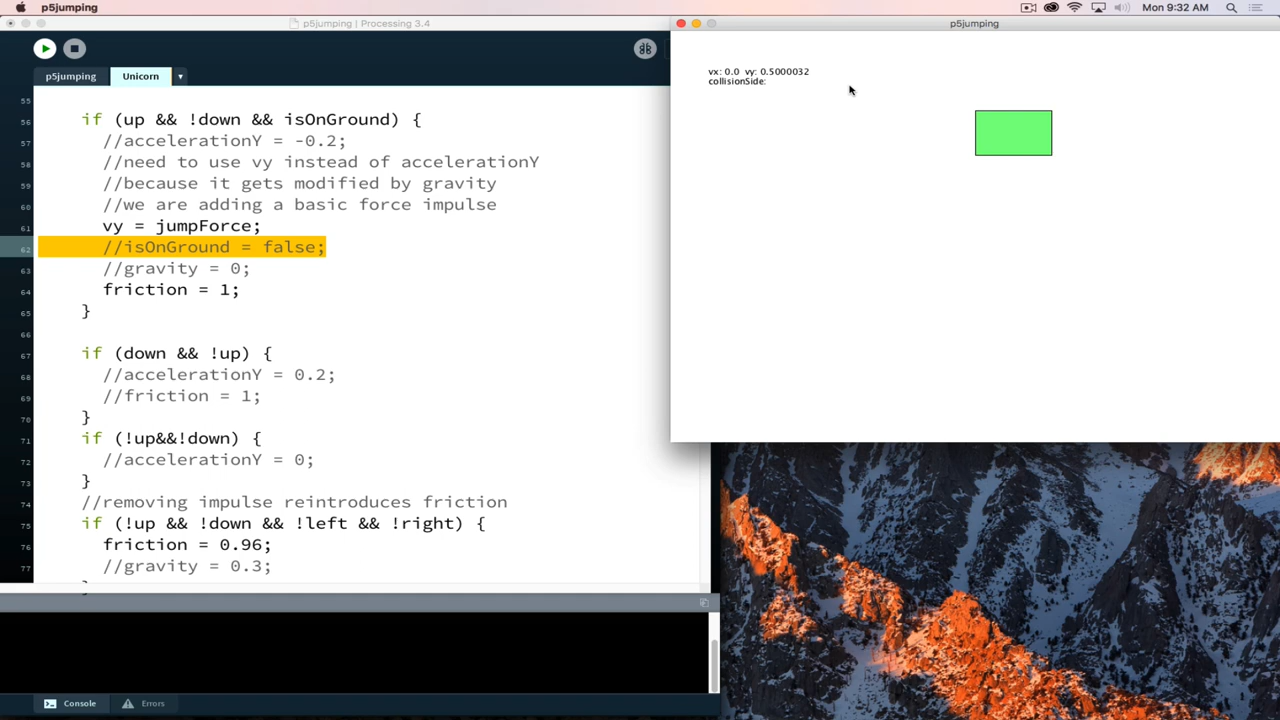 p5jumping
Mon 9:32 AM
p5jumping | Processing 3.4
p5jumping
p5jumping
Unicorn
vx: 0.0 vy: 0.5000032
collisionSide:
55
56 if (up && !down && isOnGround) {
57 //accelerationY = -0.2;
58 //need to use vy instead of accelerationY
59 //because it gets modified by gravity
60 //we are adding a basic force impulse
61 vy = jumpForce;
62 //isOnGround = false;
63 //gravity = 0;
64 friction = 1;
65 }
66
67 if (down && !up) {
68 //accelerationY = 0.2;
69 //friction = 1;
70 }
71 if (!up&&!down) {
72 //accelerationY = 0;
73 }
74 //removing impulse reintroduces friction
75 if (!up && !down && !left && !right) {
76 friction = 0.96;
77 //gravity = 0.3;
Console
Errors